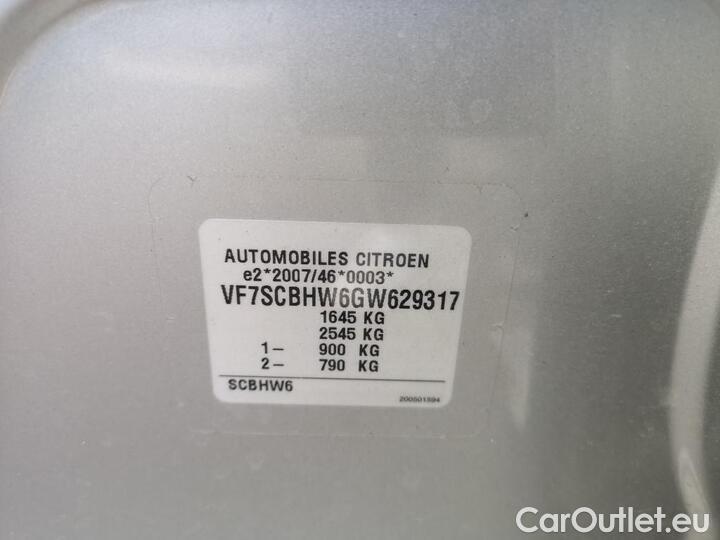 AUTOMOBILES CITROEN
e2*2007/46*0003*
VF7SCBHW6GW629317
1645 KG
2545 KG
1- 900 KG
2- 790 KG
SCBHW6
200501594
CarOutlet.eu